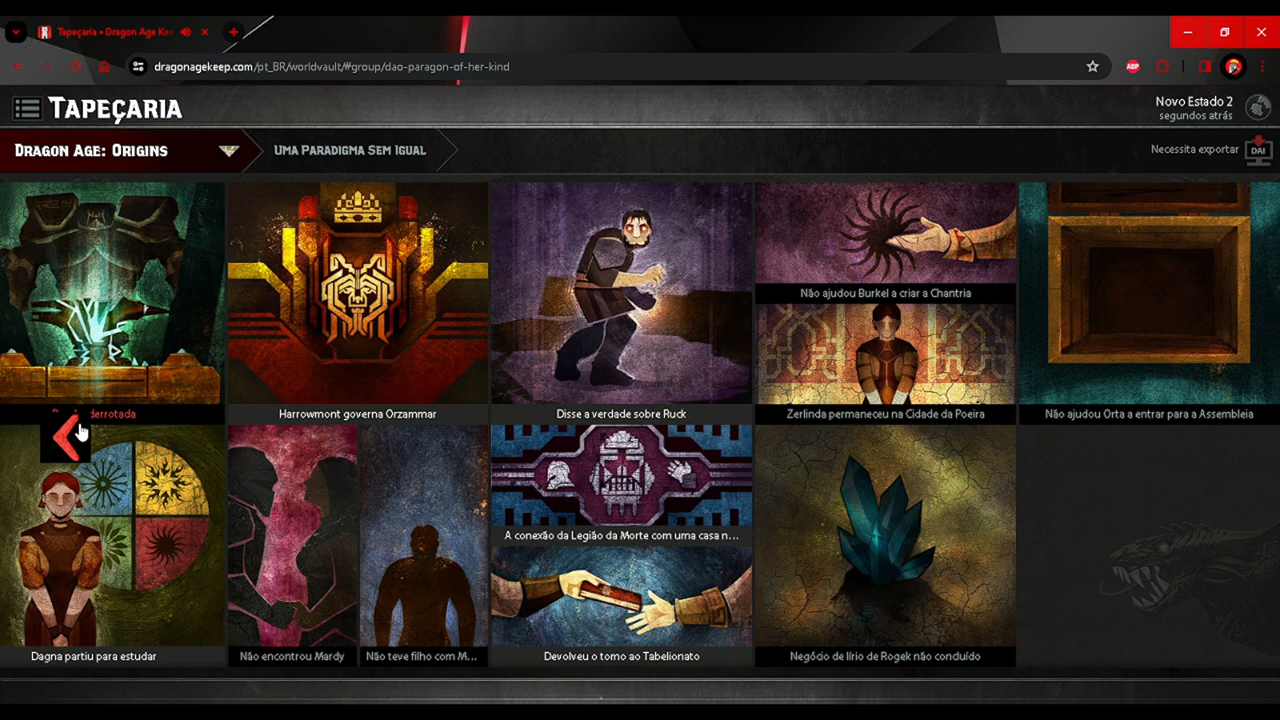 Tapeçaria • Dragon Age Ke
dragonagekeep.com/pt_BR/worldvault/#group/dao-paragon-of-her-kind
ABP
TAPEÇARIA
Novo Estado 2
segundos atrás
DRAGON AGE: ORIGINS
UMA PARADIGMA SEM IGUAL
Necessita exportar
DAI
Não ajudou Burkel a criar a Chantria
derrotada
Harrowmont governa Orzammar
Disse a verdade sobre Ruck
Zerlinda permaneceu na Cidade da Poeira
Não ajudou Orta a entrar para a Assembleia
A conexão da Legião da Morte com uma casa n...
Dagna partiu para estudar
Não encontrou Mardy
Não teve filho com M...
Devolveu o tomo ao Tabelionato
Negócio de lírio de Rogek não concluído